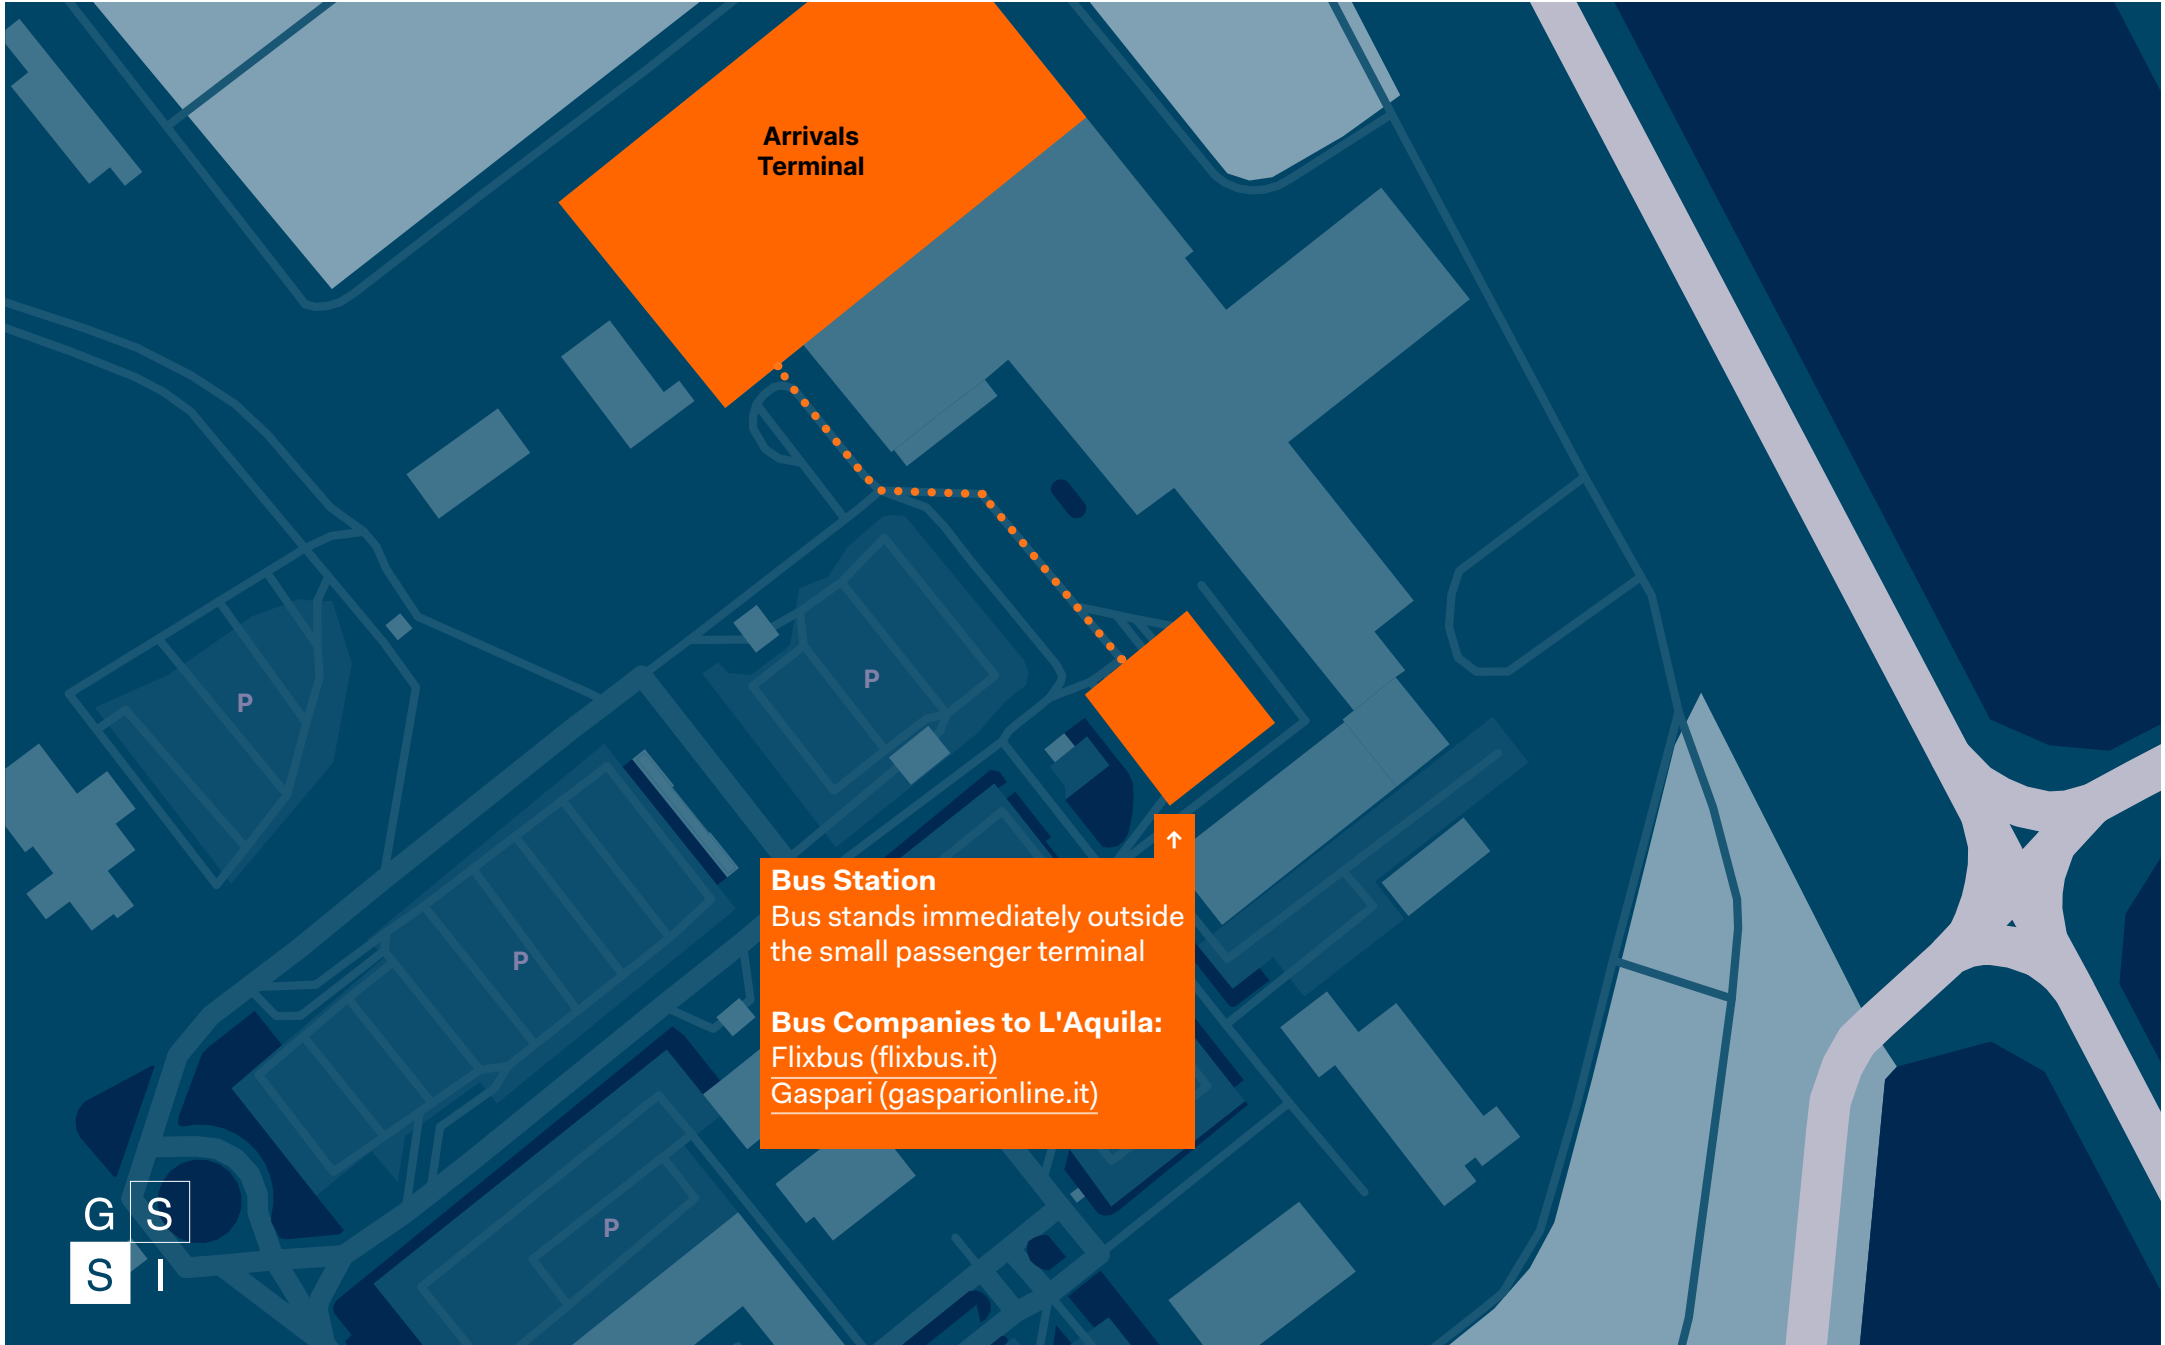 Arrivals
Terminal
P
P
P
P
↑
Bus Station
Bus stands immediately outside
the small passenger terminal
Bus Companies to L'Aquila:
Flixbus (flixbus.it)
Gaspari (gasparionline.it)
G S
S I